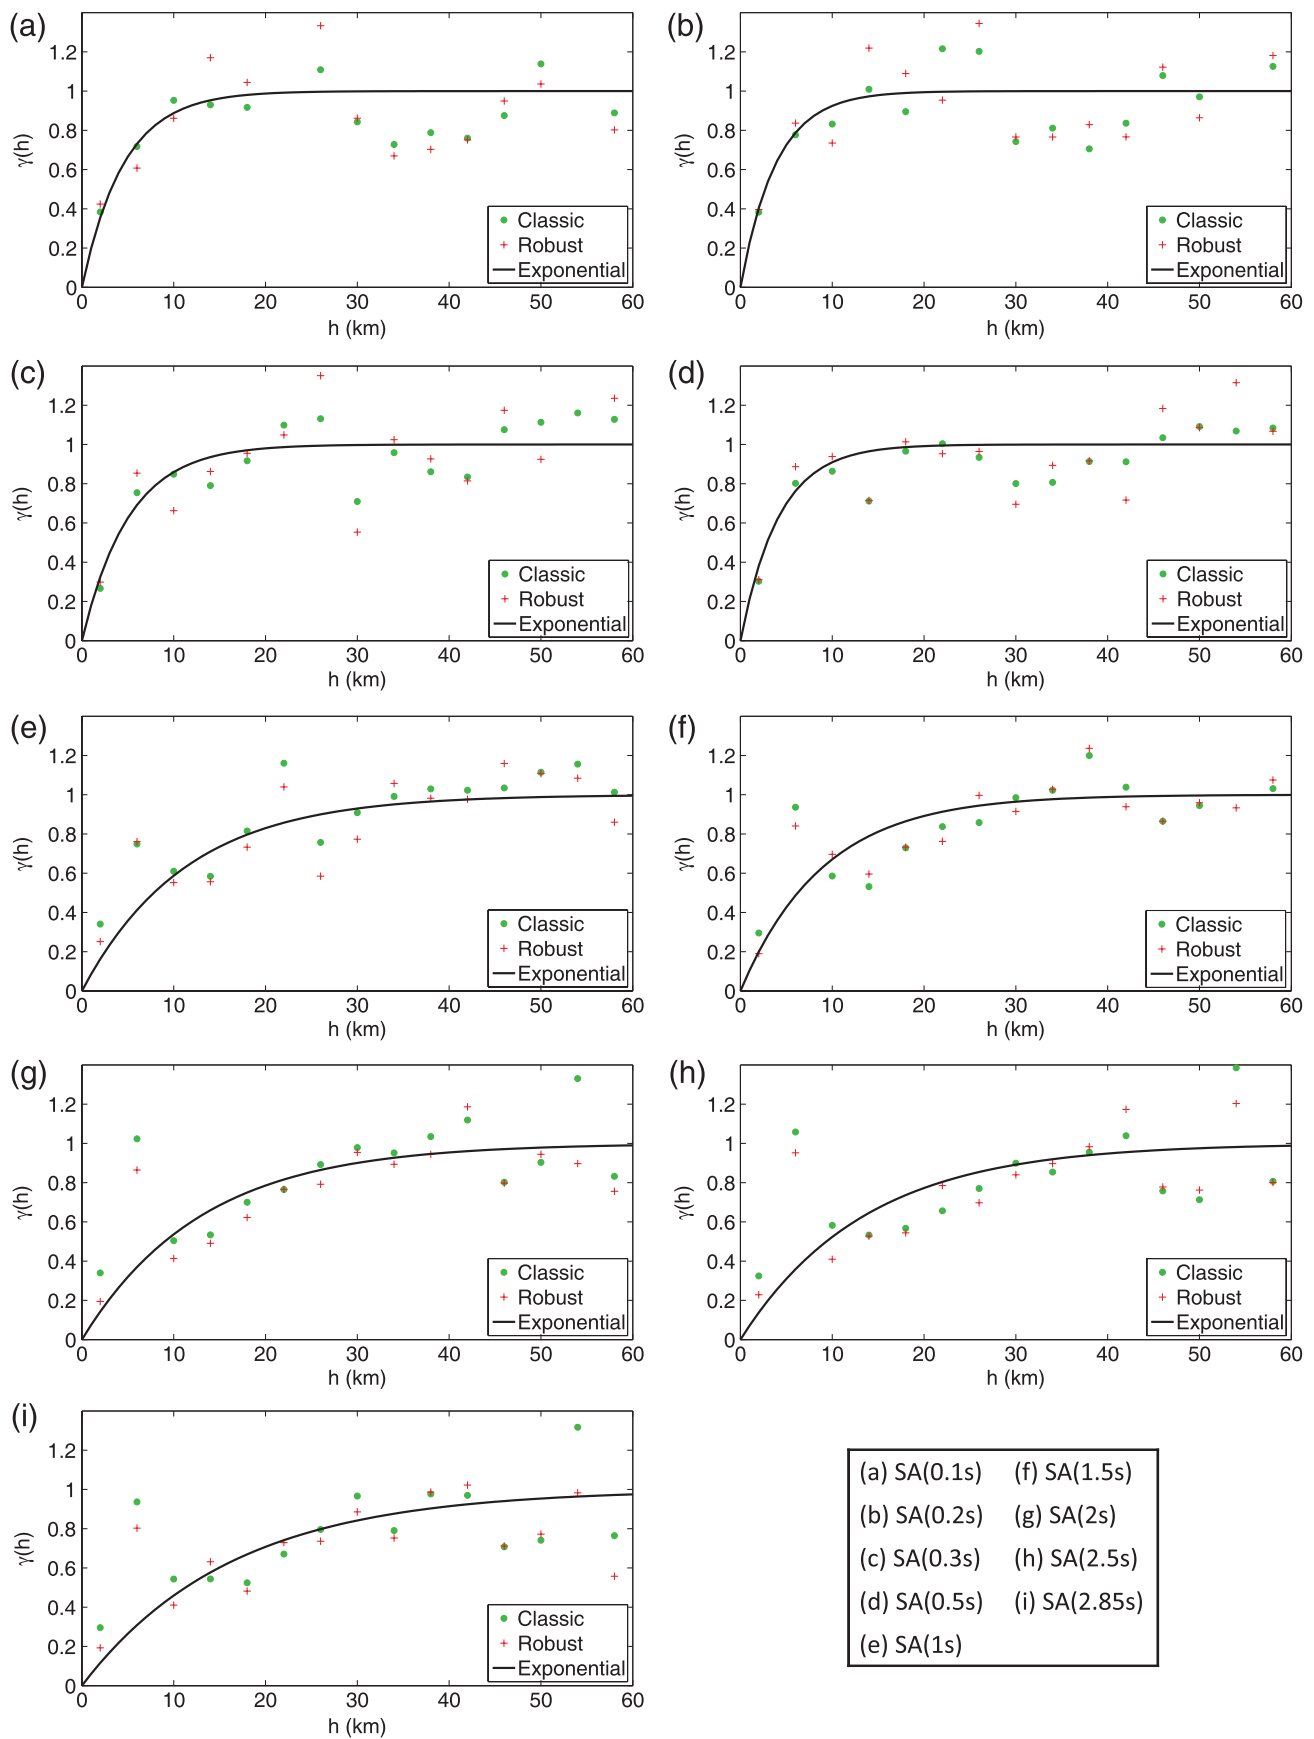 (a)
1.2
1
0.8
0.6
0.4
0.2
0
γ(h)
Classic
Robust
Exponential
0 10 20 30 40 50 60
h (km)
(b)
1.2
1
0.8
0.6
0.4
0.2
0
γ(h)
Classic
Robust
Exponential
0 10 20 30 40 50 60
h (km)
(c)
1.2
1
0.8
0.6
0.4
0.2
0
γ(h)
Classic
Robust
Exponential
0 10 20 30 40 50 60
h (km)
(d)
1.2
1
0.8
0.6
0.4
0.2
0
γ(h)
Classic
Robust
Exponential
0 10 20 30 40 50 60
h (km)
(e)
1.2
1
0.8
0.6
0.4
0.2
0
γ(h)
Classic
Robust
Exponential
0 10 20 30 40 50 60
h (km)
(f)
1.2
1
0.8
0.6
0.4
0.2
0
γ(h)
Classic
Robust
Exponential
0 10 20 30 40 50 60
h (km)
(g)
1.2
1
0.8
0.6
0.4
0.2
0
γ(h)
Classic
Robust
Exponential
0 10 20 30 40 50 60
h (km)
(h)
1.2
1
0.8
0.6
0.4
0.2
0
γ(h)
Classic
Robust
Exponential
0 10 20 30 40 50 60
h (km)
(i)
1.2
1
0.8
0.6
0.4
0.2
0
γ(h)
Classic
Robust
Exponential
0 10 20 30 40 50 60
h (km)
(a) SA(0.1s) (f) SA(1.5s)
(b) SA(0.2s) (g) SA(2s)
(c) SA(0.3s) (h) SA(2.5s)
(d) SA(0.5s) (i) SA(2.85s)
(e) SA(1s)